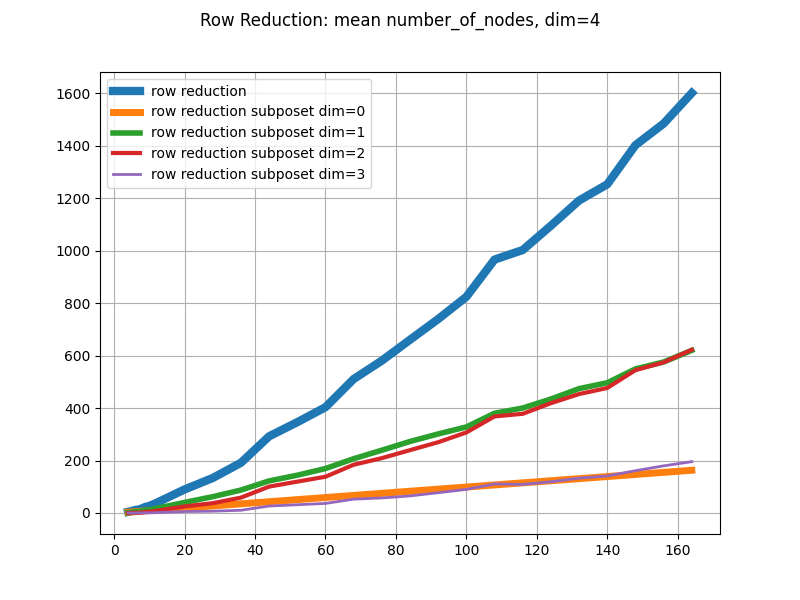 Row Reduction: mean number_of_nodes, dim=4
row reduction
row reduction subposet dim=0
row reduction subposet dim=1
row reduction subposet dim=2
row reduction subposet dim=3
1600
1400
1200
1000
800
600
400
200
0
0 20 40 60 80 100 120 140 160